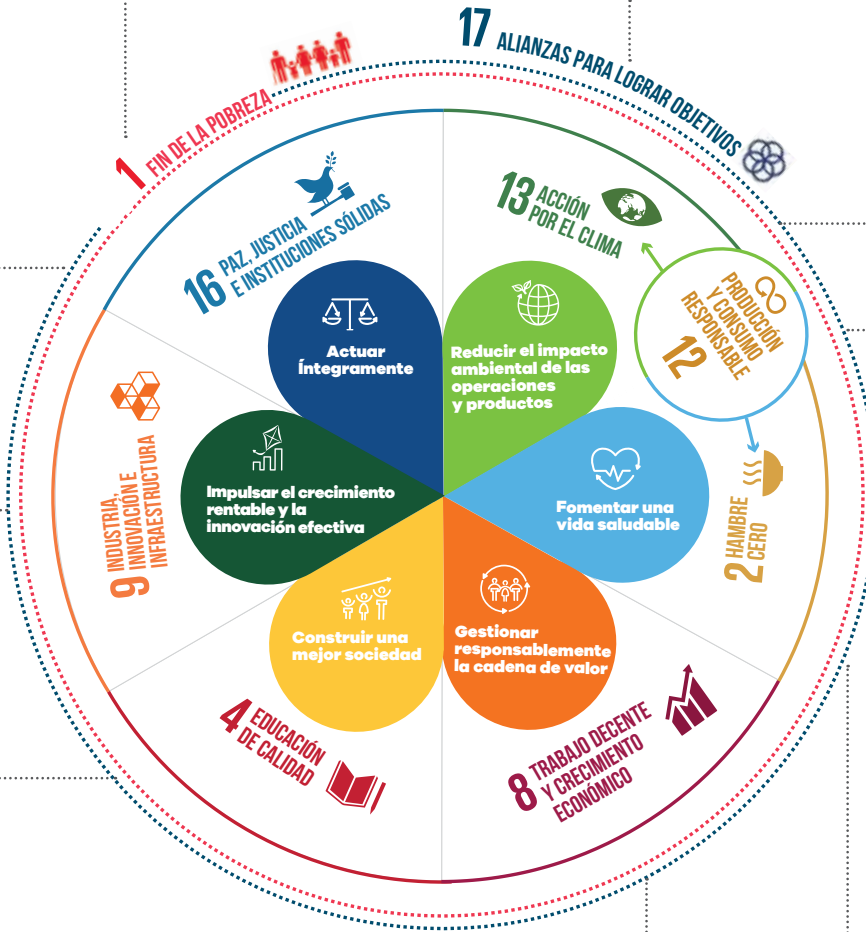 17 ALIANZAS PARA LOGRAR OBJETIVOS
1 FIN DE LA POBREZA
16 PAZ, JUSTICIA
E INSTITUCIONES SÓLIDAS
13 ACCIÓN
POR EL CLIMA
PRODUCCIÓN
Y CONSUMO
RESPONSABLE
12
Actuar
Íntegramente
Reducir el impacto
ambiental de las
operaciones
y productos
Impulsar el crecimiento
rentable y la
innovación efectiva
Fomentar una
vida saludable
9 INDUSTRIA,
INNOVACIÓN E
INFRAESTRUCTURA
2 HAMBRE
CERO
Construir una
mejor sociedad
Gestionar
responsablemente
la cadena de valor
4 EDUCACIÓN
DE CALIDAD
8 TRABAJO DECENTE
Y CRECIMIENTO
ECONÓMICO